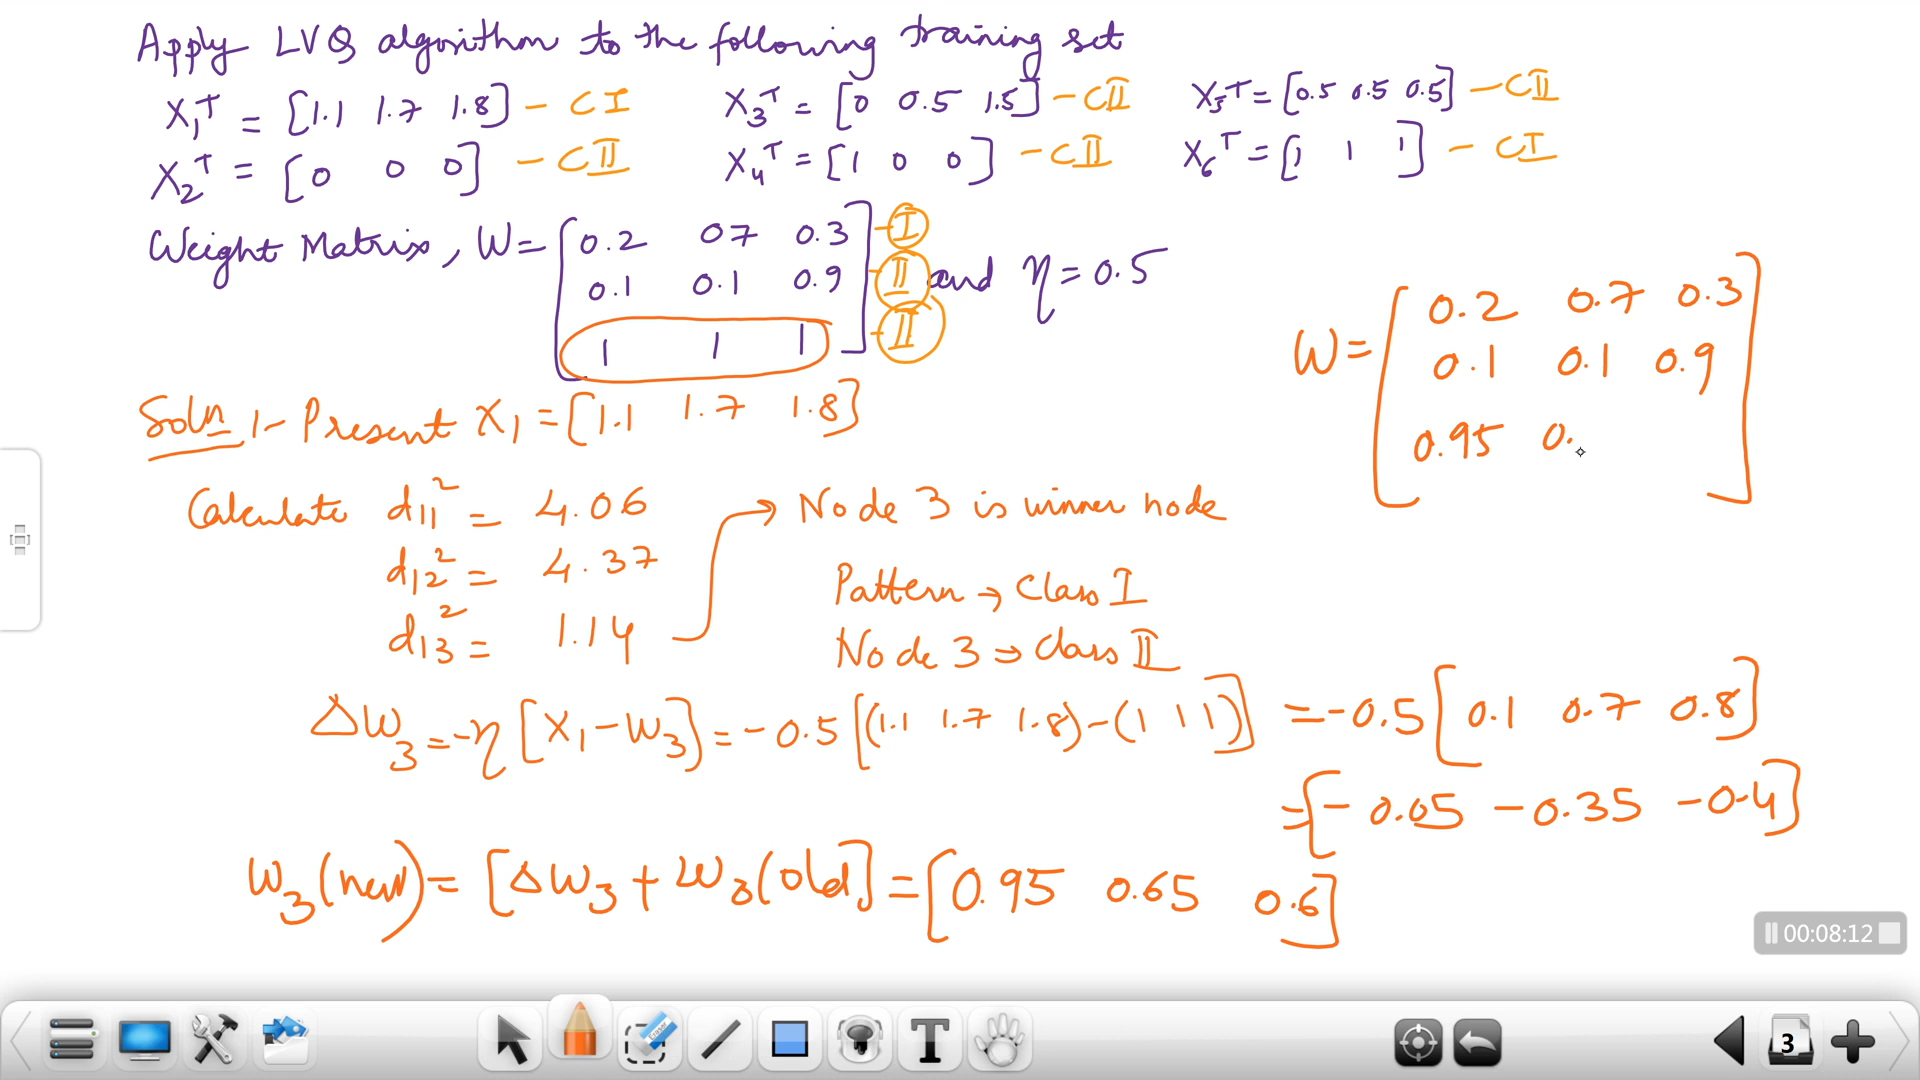 Apply LVQ algorithm to the following training set
X₁ᵀ = [1.1 1.7 1.8] - CI
X₃ᵀ = [0 0.5 1.5] - CII
X₅ᵀ = [0.5 0.5 0.5] - CII
X₂ᵀ = [0 0 0] - CII
X₄ᵀ = [1 0 0] - CII
X₆ᵀ = [1 1 1] - CI
Weight Matrix, W = [0.2 07 0.3 - I
0.1 0.1 0.9 - II
1 1 1] - II
and η = 0.5
W = [0.2 0.7 0.3
0.1 0.1 0.9
0.95 0. ]
Soln 1- Present X₁ = [1.1 1.7 1.8]
Calculate d₁₁² = 4.06
d₁₂² = 4.37
d₁₃² = 1.14
→ Node 3 is winner node
Pattern → Class I
Node 3 ⇒ Class II
ΔW₃ = -η [X₁ - W₃] = -0.5 [(1.1 1.7 1.8) - (1 1 1)] = -0.5 [0.1 0.7 0.8]
= [-0.05 -0.35 -0.4]
W₃(new) = [ΔW₃ + W₃(old)] = [0.95 0.65 0.6]
00:08:12
Eraser
T
3